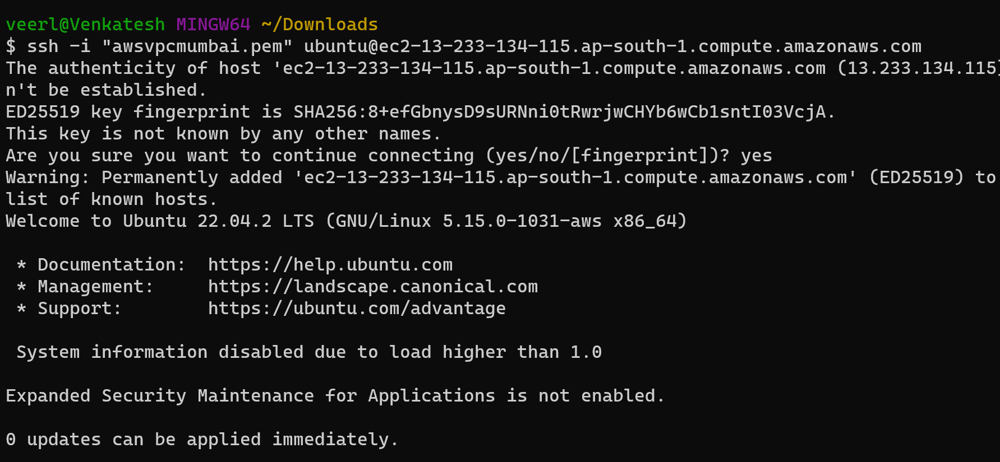 veerl@Venkatesh MINGW64 ~/Downloads
$ ssh -i "awsvpcmumbai.pem" ubuntu@ec2-13-233-134-115.ap-south-1.compute.amazonaws.com
The authenticity of host 'ec2-13-233-134-115.ap-south-1.compute.amazonaws.com (13.233.134.115)
n't be established.
ED25519 key fingerprint is SHA256:8+efGbnysD9sURNni0tRwrjwCHYb6wCb1sntI03VcjA.
This key is not known by any other names.
Are you sure you want to continue connecting (yes/no/[fingerprint])? yes
Warning: Permanently added 'ec2-13-233-134-115.ap-south-1.compute.amazonaws.com' (ED25519) to
list of known hosts.
Welcome to Ubuntu 22.04.2 LTS (GNU/Linux 5.15.0-1031-aws x86_64)
* Documentation:  https://help.ubuntu.com
* Management:     https://landscape.canonical.com
* Support:        https://ubuntu.com/advantage
System information disabled due to load higher than 1.0
Expanded Security Maintenance for Applications is not enabled.
0 updates can be applied immediately.